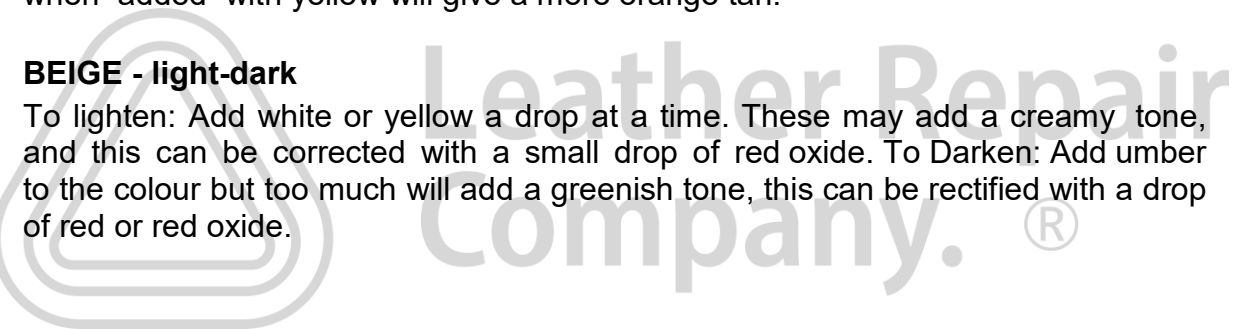 when added with yellow will give a more orange tan.
BEIGE - light-dark
To lighten: Add white or yellow a drop at a time. These may add a creamy tone,
and this can be corrected with a small drop of red oxide. To Darken: Add umber
to the colour but too much will add a greenish tone, this can be rectified with a drop
of red or red oxide.
Leather Repair
Company. ®